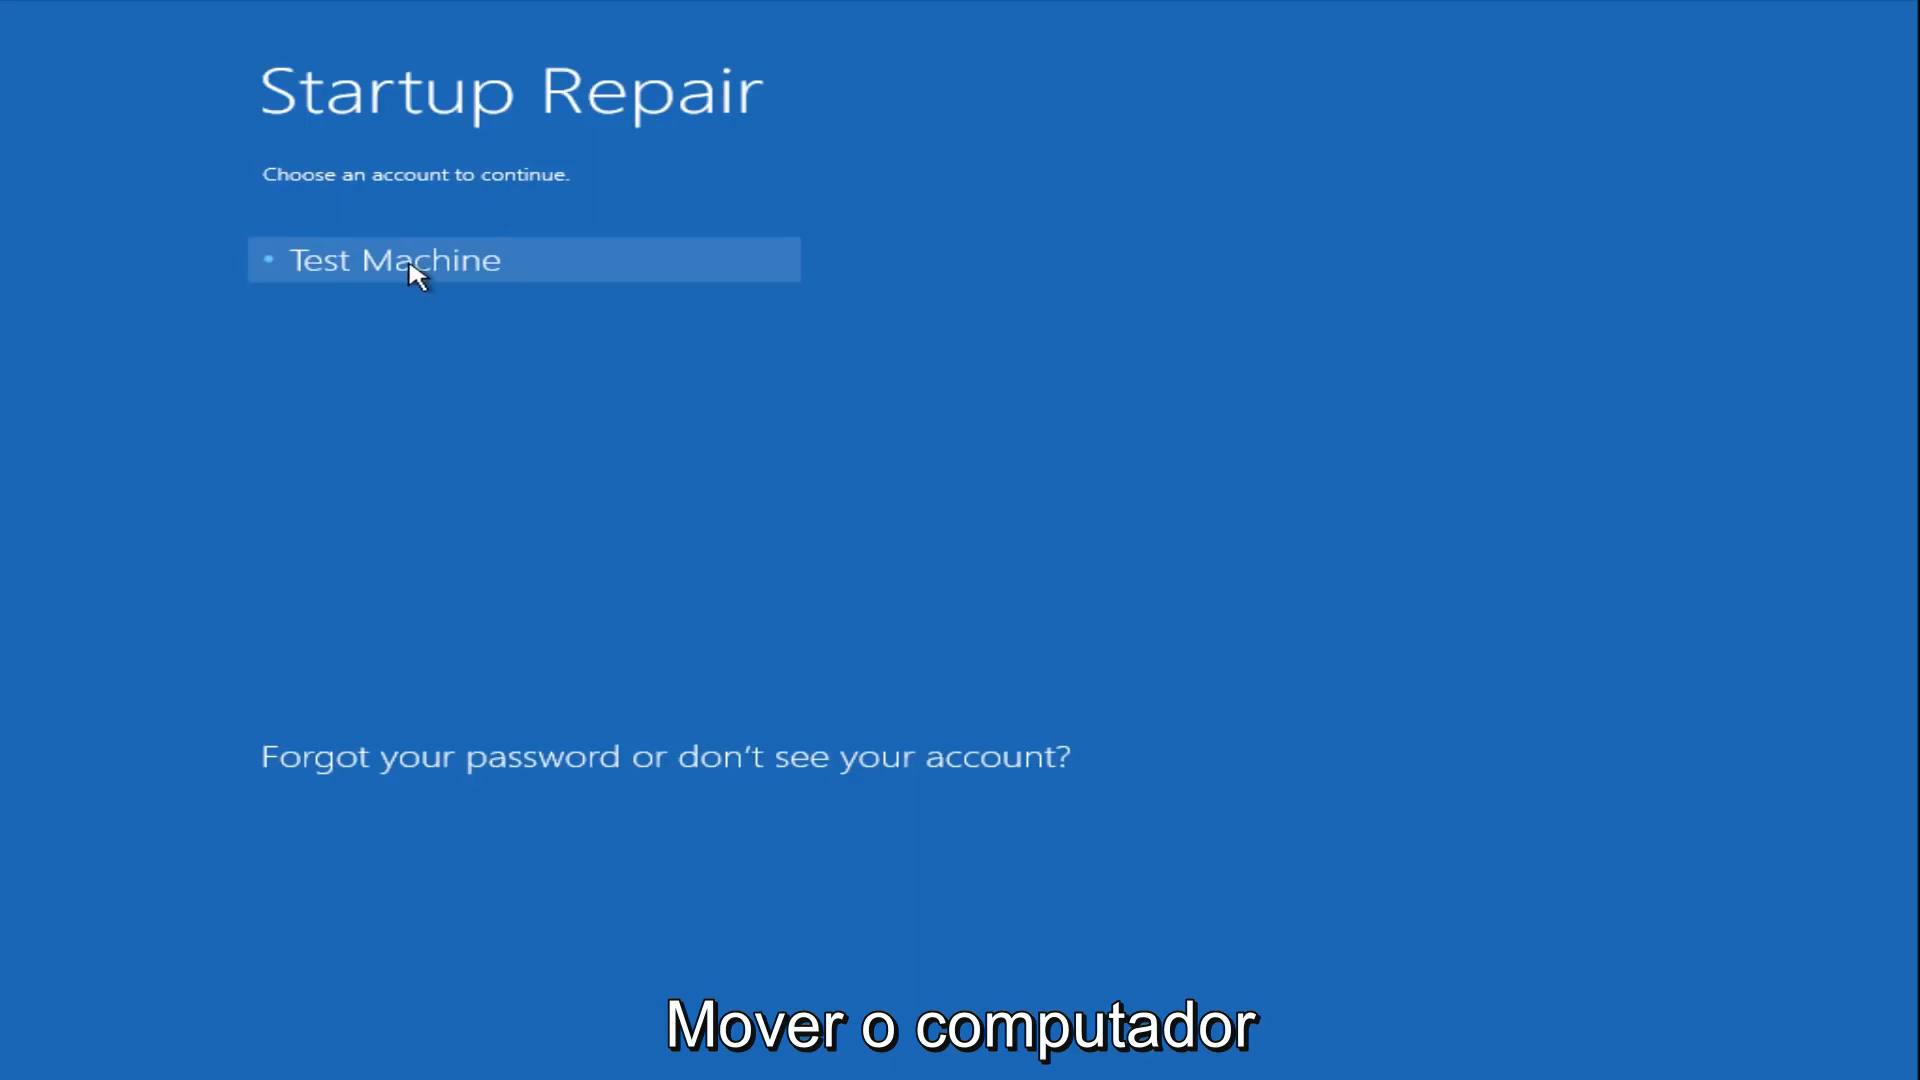 Startup Repair
Choose an account to continue.
Test Machine
Forgot your password or don't see your account?
Mover o computador